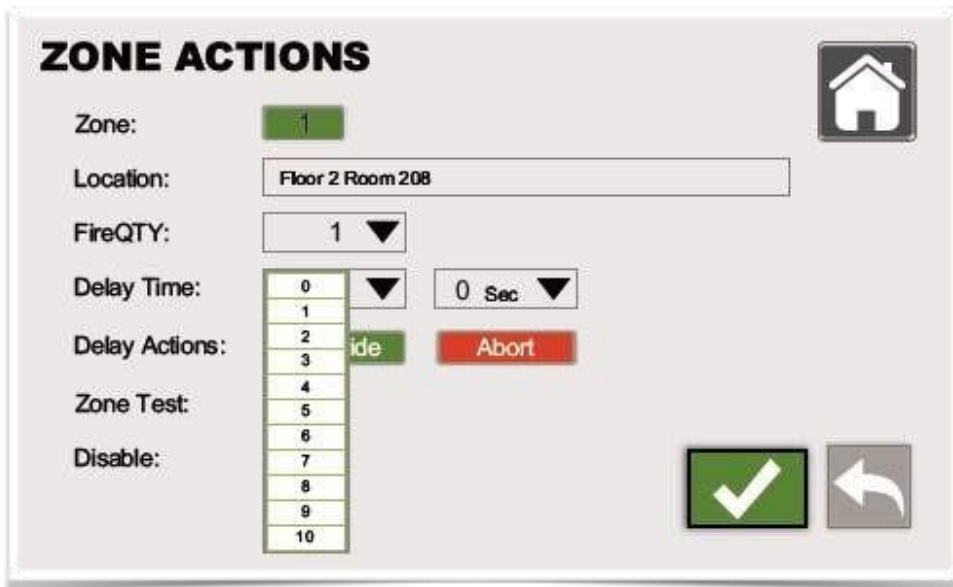 ZONE ACTIONS
Zone: 1
Location: Floor 2 Room 208
FireQTY: 1
Delay Time: 0 Sec
0
1
2
Delay Actions: ide Abort
3
4
Zone Test:
5
6
Disable:
7
8
9
10